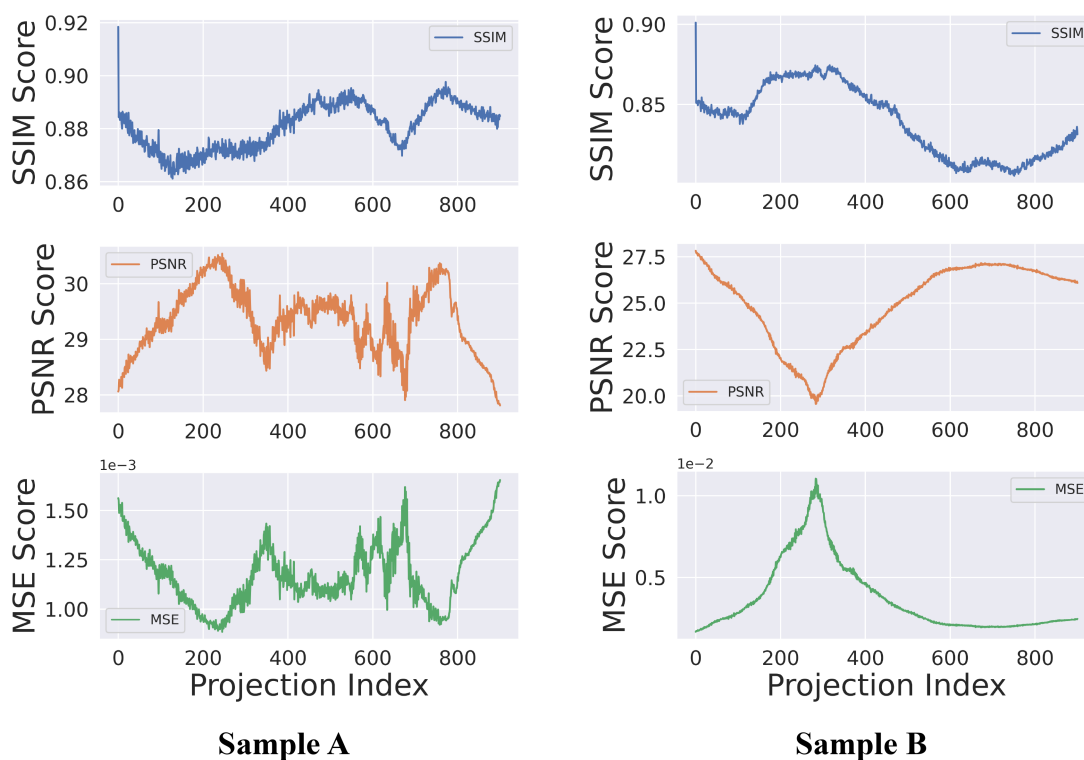 SSIM Score
0.92
0.90
0.88
0.86
SSIM
0 200 400 600 800
PSNR Score
30
29
28
PSNR
0 200 400 600 800
1e−3
MSE Score
1.50
1.25
1.00
MSE
0 200 400 600 800
Projection Index
Sample A
SSIM Score
0.90
0.85
SSIM
0 200 400 600 800
PSNR Score
27.5
25.0
22.5
20.0
PSNR
0 200 400 600 800
1e−2
MSE Score
1.0
0.5
MSE
0 200 400 600 800
Projection Index
Sample B